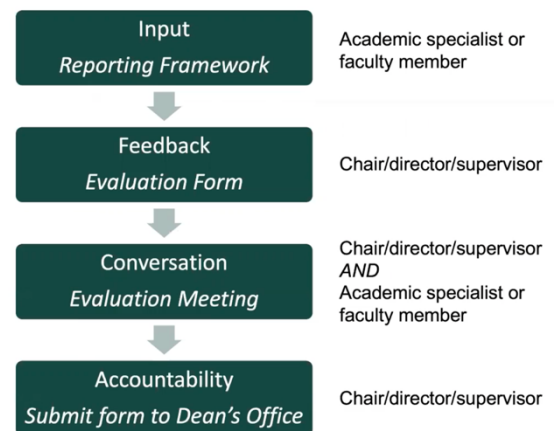 Input
Reporting Framework
Academic specialist or
faculty member
Feedback
Evaluation Form
Chair/director/supervisor
Conversation
Evaluation Meeting
Chair/director/supervisor
AND
Academic specialist or
faculty member
Accountability
Submit form to Dean's Office
Chair/director/supervisor